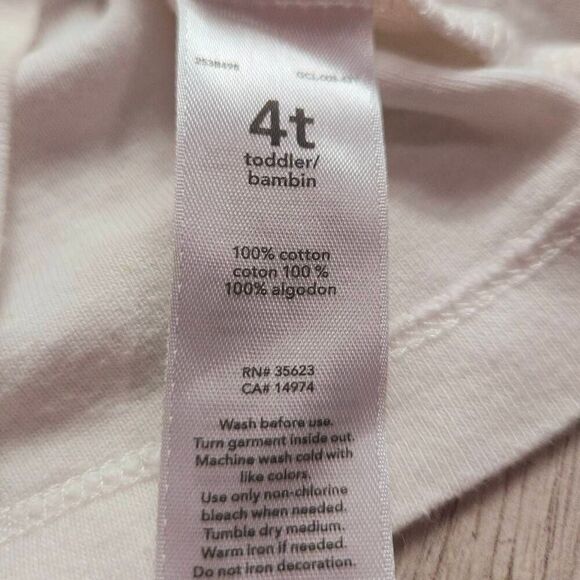 253B495
4t
toddler/
bambin
100% cotton
coton 100 %
100% algodon
RN# 35623
CA# 14974
Wash before use.
Turn garment inside out.
Machine wash cold with
like colors.
Use only non-chlorine
bleach when needed.
Tumble dry medium.
Warm iron if needed.
Do not iron decoration.